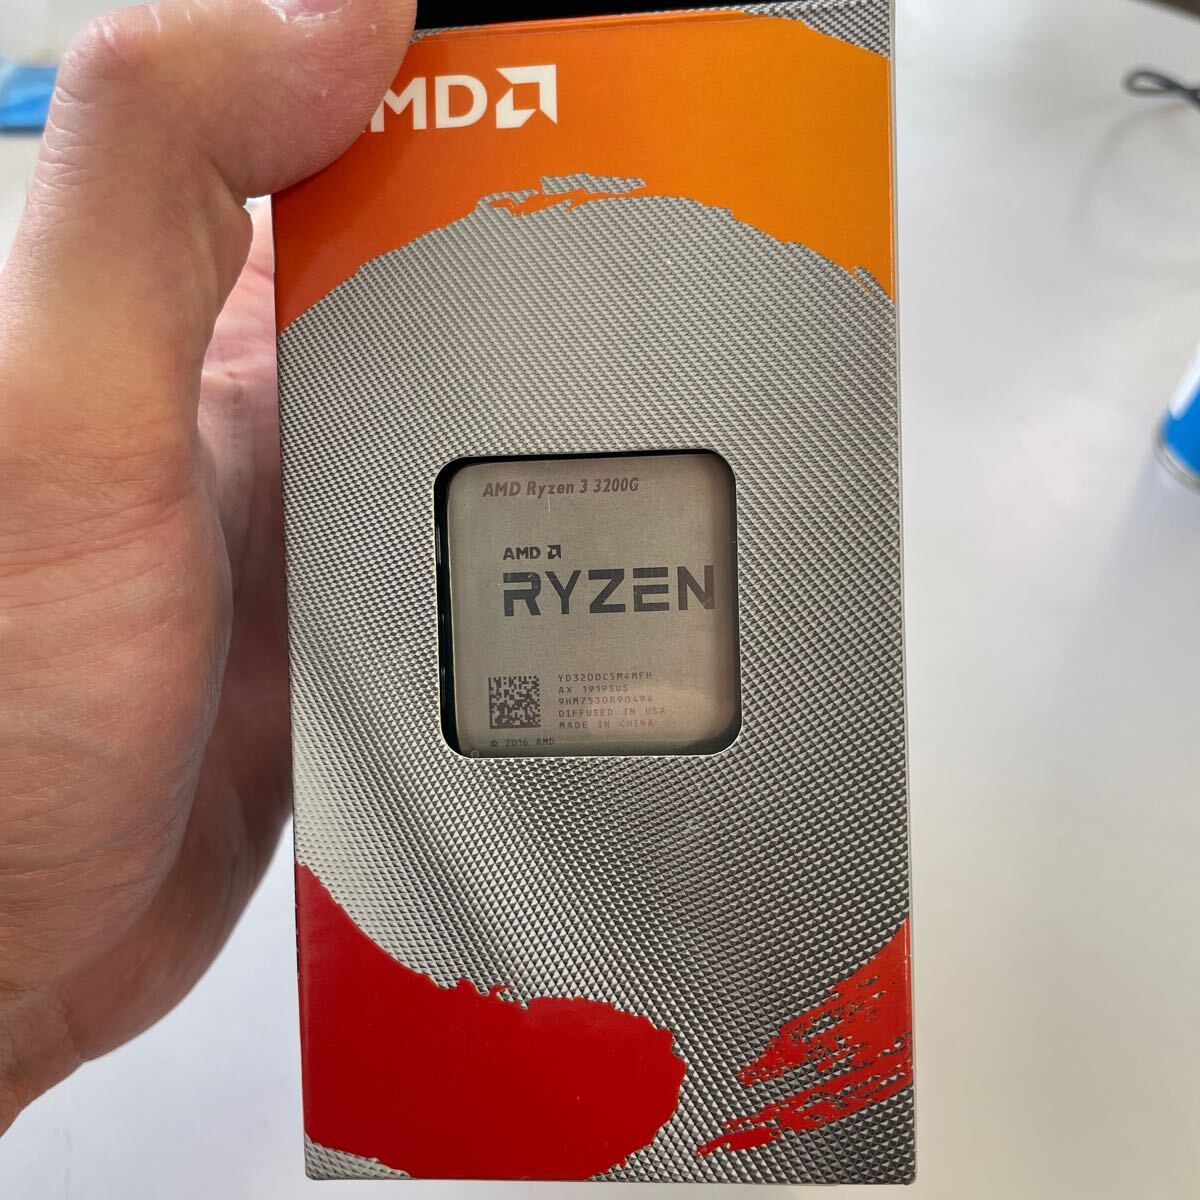 AMD
AMD Ryzen 3 3200G
AMD
RYZEN
YD3200C5M4MFH
AX 1919SUS
9HM7530R90494
DIFFUSED IN USA
MADE IN CHINA
© 2016 AMD